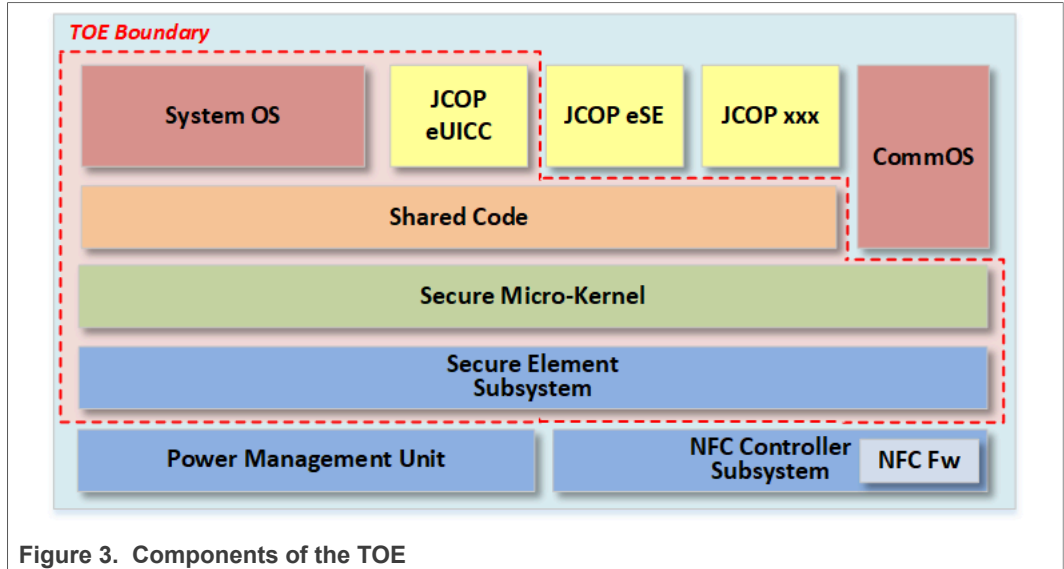 TOE Boundary
System OS
JCOP
eUICC
JCOP eSE
JCOP xxx
CommOS
Shared Code
Secure Micro-Kernel
Secure Element
Subsystem
Power Management Unit
NFC Controller
Subsystem
NFC Fw
Figure 3. Components of the TOE